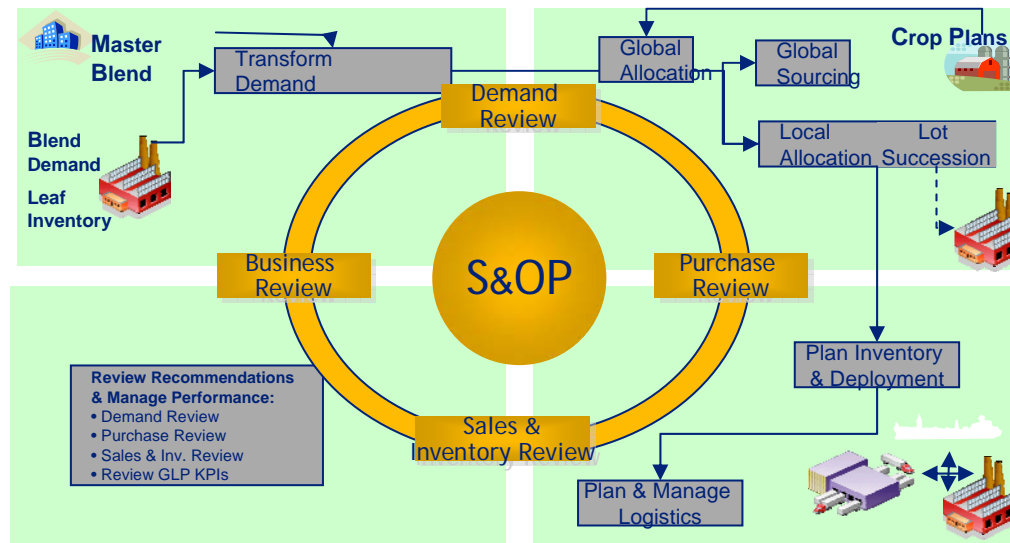 Master
Blend
Transform
Demand
Global
Allocation
Global
Sourcing
Crop Plans
Demand
Review
Blend
Demand
Leaf
Inventory
Local
Allocation
Lot
Succession
Business
Review
S&OP
Purchase
Review
Plan Inventory
& Deployment
Review Recommendations
& Manage Performance:
• Demand Review
• Purchase Review
• Sales & Inv. Review
• Review GLP KPIs
Sales &
Inventory Review
Plan & Manage
Logistics